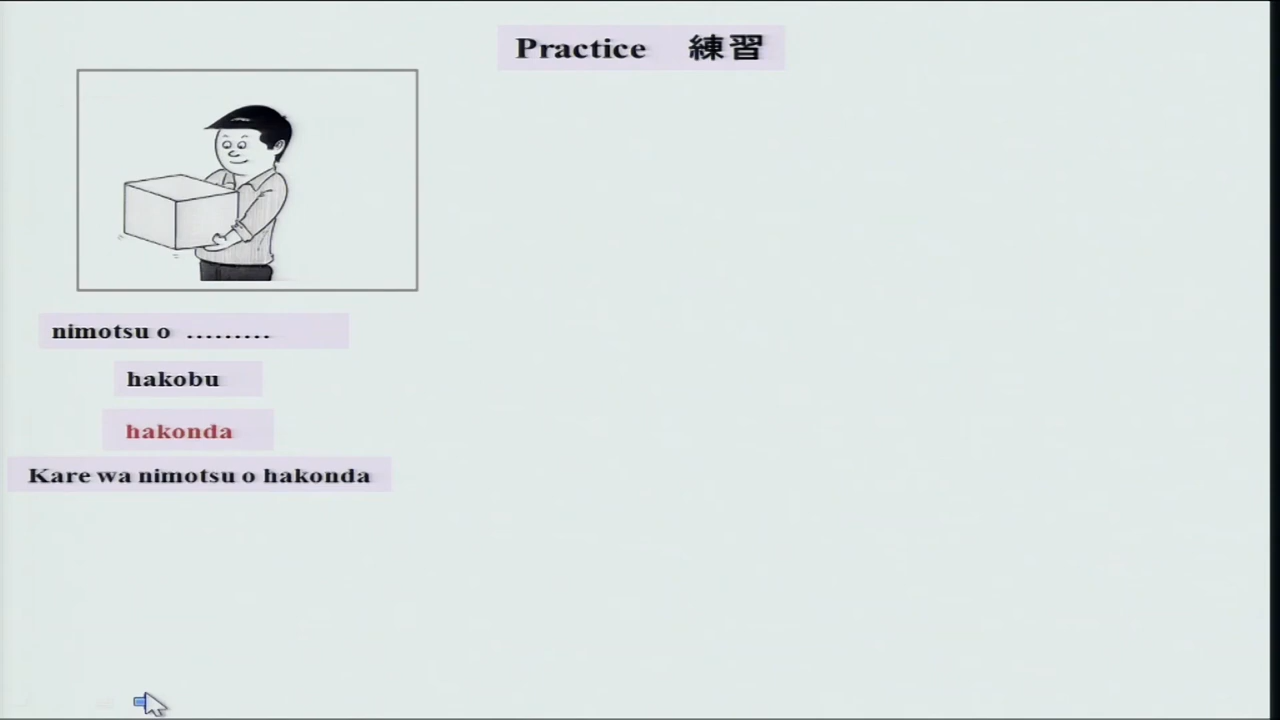 Practice 練習
nimotsu o .........
hakobu
hakonda
Kare wa nimotsu o hakonda